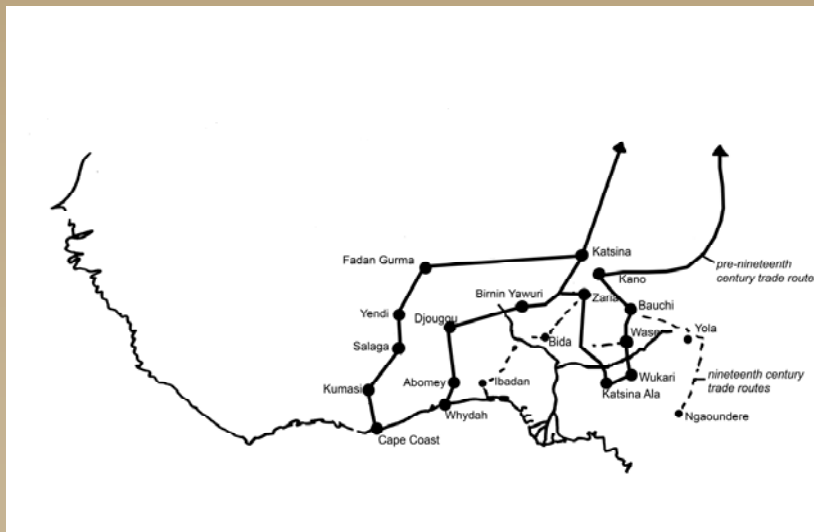 Katsina
Fadan Gurma
pre-nineteenth
century trade route
Kano
Birnin Yawuri
Zaria
Bauchi
Yendi
Djougou
Yola
Wase
Bida
Salaga
nineteenth century
trade routes
Wukari
Kumasi
Abomey
Ibadan
Katsina Ala
Whydah
Ngaoundere
Cape Coast